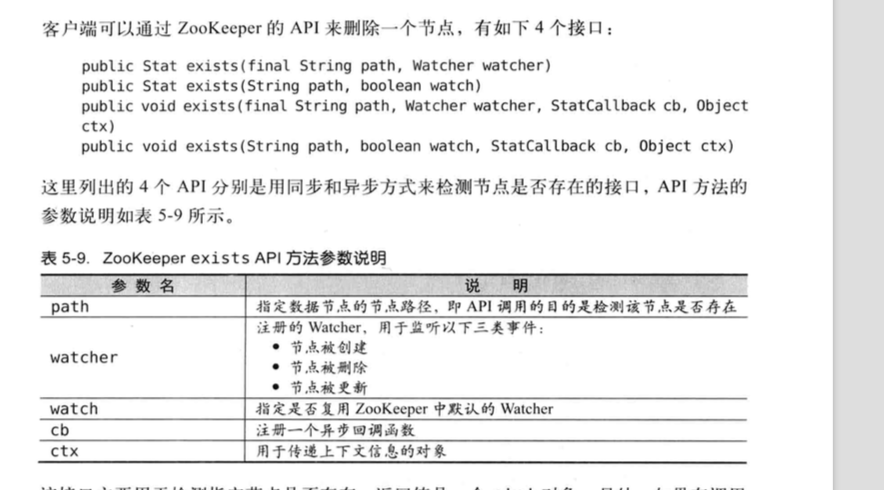 客户端可以通过 ZooKeeper 的 API 来删除一个节点，有如下 4 个接口：
public Stat exists(final String path, Watcher watcher)
public Stat exists(String path, boolean watch)
public void exists(final String path, Watcher watcher, StatCallback cb, Object
ctx)
public void exists(String path, boolean watch, StatCallback cb, Object ctx)
这里列出的 4 个 API 分别是用同步和异步方式来检测节点是否存在的接口，API 方法的
参数说明如表 5-9 所示。
表 5-9. ZooKeeper exists API 方法参数说明
参 数 名 说 明
path 指定数据节点的节点路径，即 API 调用的目的是检测该节点是否存在
注册的 Watcher，用于监听以下三类事件：
• 节点被创建
watcher
• 节点被删除
• 节点被更新
watch 指定是否复用 ZooKeeper 中默认的 Watcher
cb 注册一个异步回调函数
ctx 用于传递上下文信息的对象